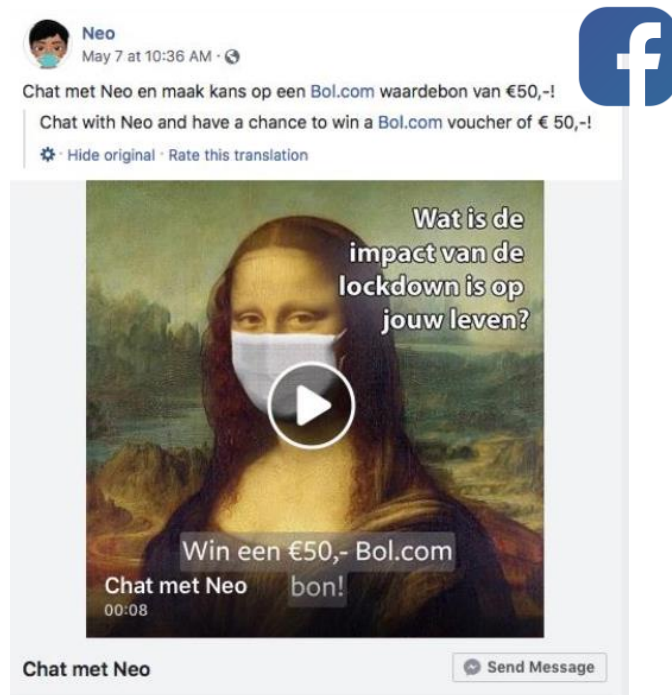 Neo
May 7 at 10:36 AM ·
Chat met Neo en maak kans op een Bol.com waardebon van €50,-!
Chat with Neo and have a chance to win a Bol.com voucher of € 50,-!
· Hide original · Rate this translation
Wat is de
impact van de
lockdown is op
jouw leven?
Win een €50,- Bol.com
bon!
Chat met Neo
00:08
Chat met Neo
Send Message
f